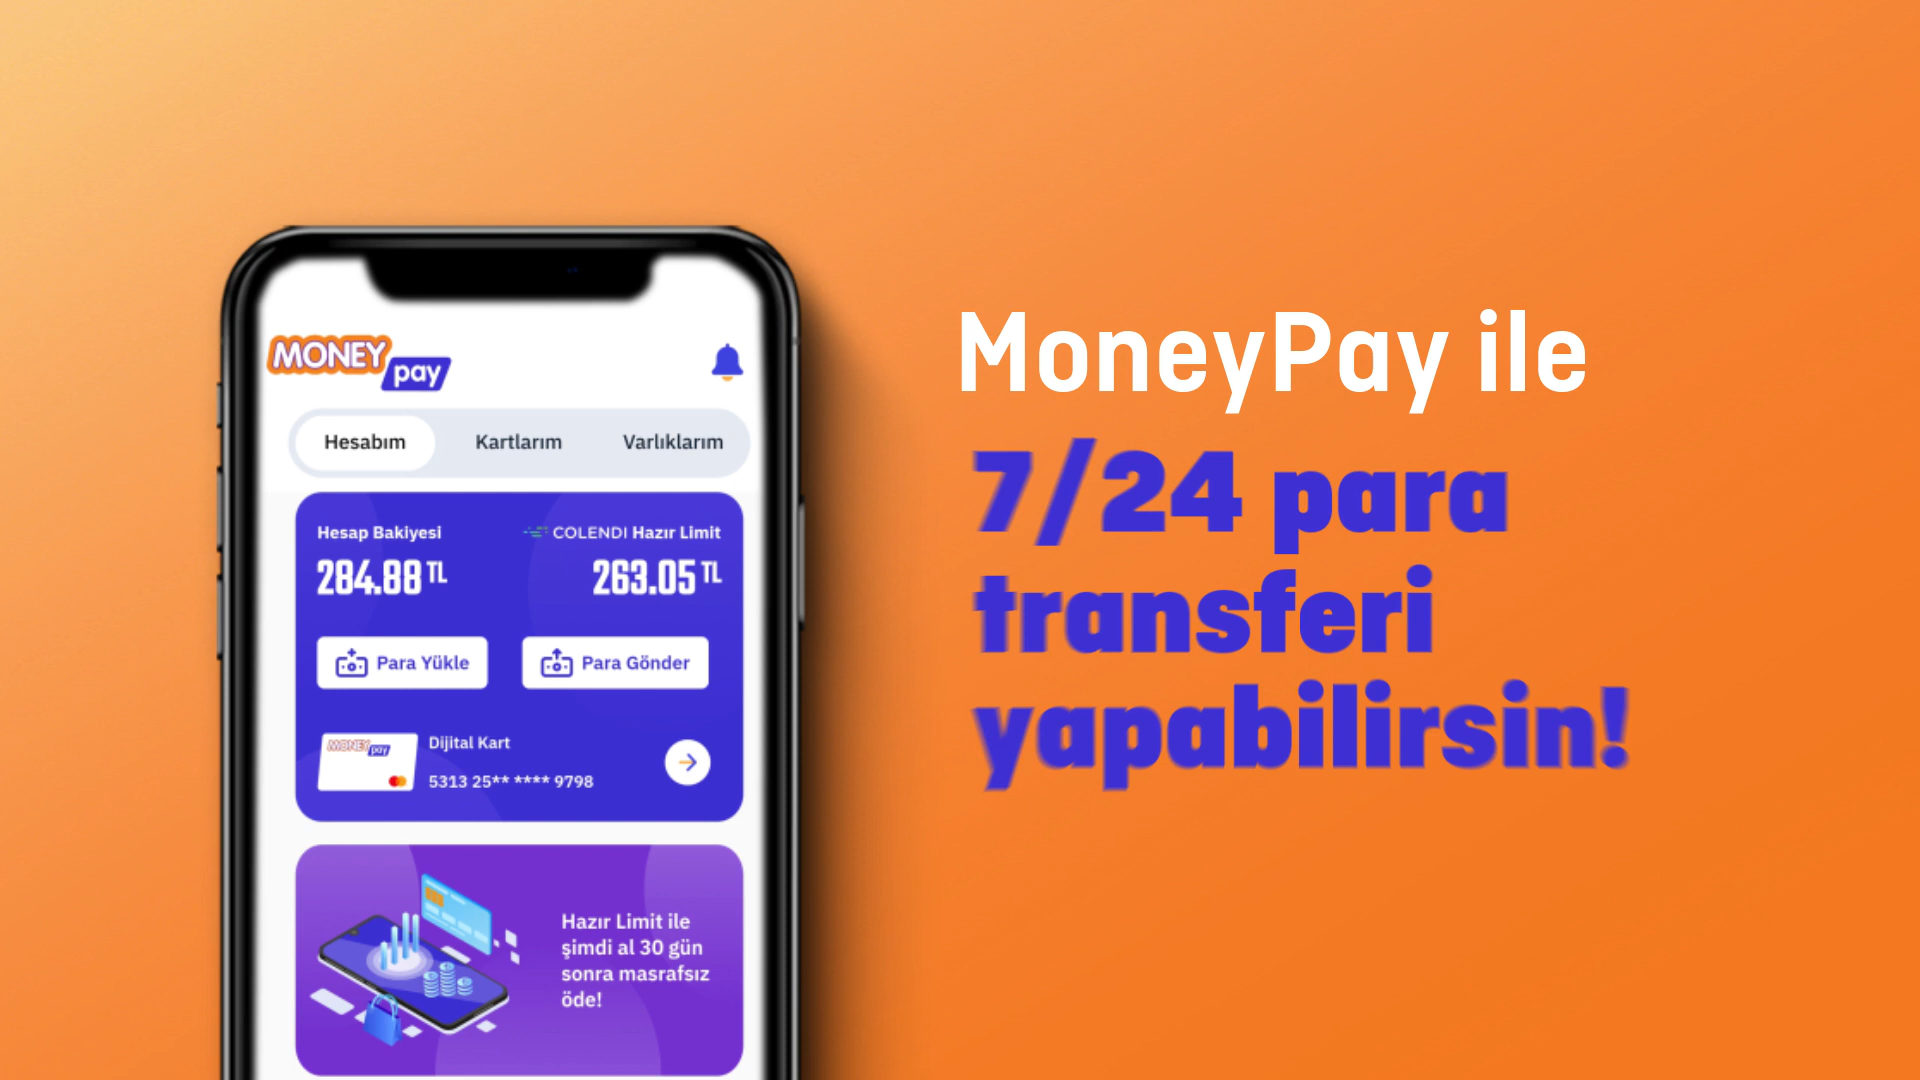 MONEY pay
Hesabım Kartlarım Varlıklarım
Hesap Bakiyesi COLENDI Hazır Limit
284.88 TL 263.05 TL
Para Yükle Para Gönder
MONEY pay
Dijital Kart
5313 25** **** 9798
Hazır Limit ile
şimdi al 30 gün
sonra masrafsız
öde!
MoneyPay ile
7/24 para
transferi
yapabilirsin!